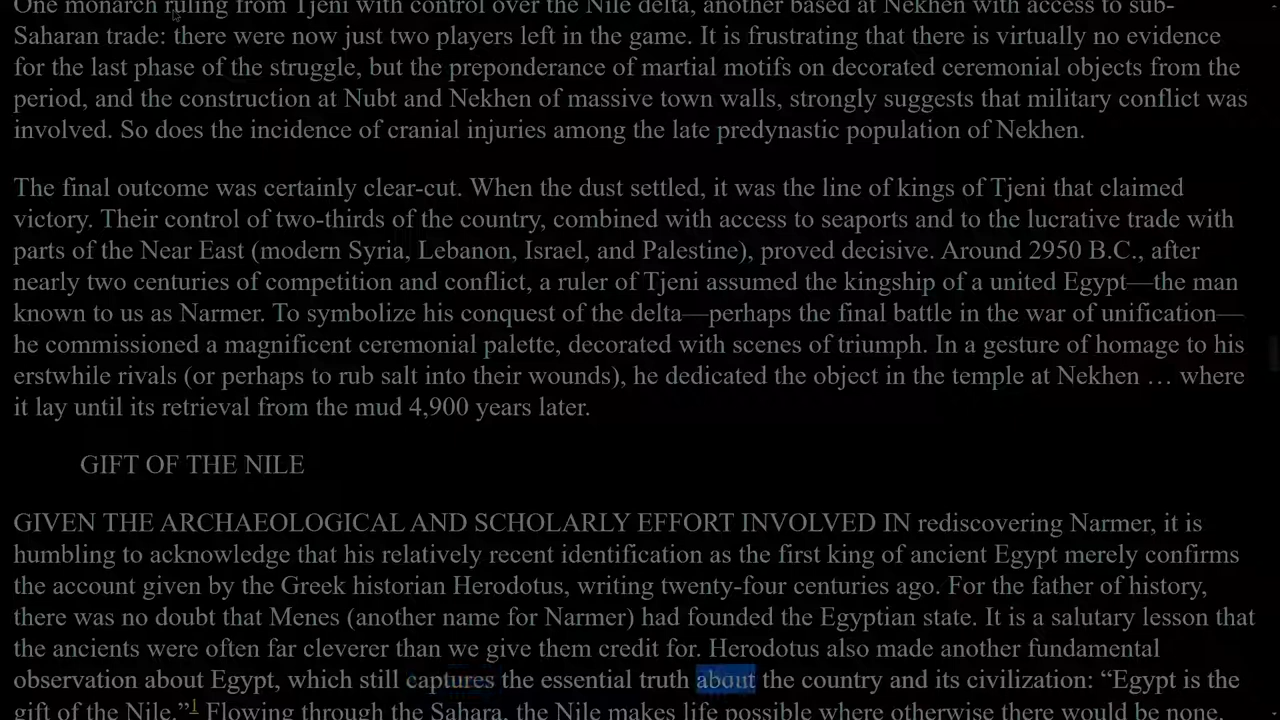 One monarch ruling from Tjeni with control over the Nile delta, another based at Nekhen with access to sub-
Saharan trade: there were now just two players left in the game. It is frustrating that there is virtually no evidence
for the last phase of the struggle, but the preponderance of martial motifs on decorated ceremonial objects from the
period, and the construction at Nubt and Nekhen of massive town walls, strongly suggests that military conflict was
involved. So does the incidence of cranial injuries among the late predynastic population of Nekhen.
The final outcome was certainly clear-cut. When the dust settled, it was the line of kings of Tjeni that claimed
victory. Their control of two-thirds of the country, combined with access to seaports and to the lucrative trade with
parts of the Near East (modern Syria, Lebanon, Israel, and Palestine), proved decisive. Around 2950 B.C., after
nearly two centuries of competition and conflict, a ruler of Tjeni assumed the kingship of a united Egypt—the man
known to us as Narmer. To symbolize his conquest of the delta—perhaps the final battle in the war of unification—
he commissioned a magnificent ceremonial palette, decorated with scenes of triumph. In a gesture of homage to his
erstwhile rivals (or perhaps to rub salt into their wounds), he dedicated the object in the temple at Nekhen … where
it lay until its retrieval from the mud 4,900 years later.
GIFT OF THE NILE
GIVEN THE ARCHAEOLOGICAL AND SCHOLARLY EFFORT INVOLVED IN rediscovering Narmer, it is
humbling to acknowledge that his relatively recent identification as the first king of ancient Egypt merely confirms
the account given by the Greek historian Herodotus, writing twenty-four centuries ago. For the father of history,
there was no doubt that Menes (another name for Narmer) had founded the Egyptian state. It is a salutary lesson that
the ancients were often far cleverer than we give them credit for. Herodotus also made another fundamental
observation about Egypt, which still captures the essential truth about the country and its civilization: “Egypt is the
gift of the Nile.”1 Flowing through the Sahara, the Nile makes life possible where otherwise there would be none.